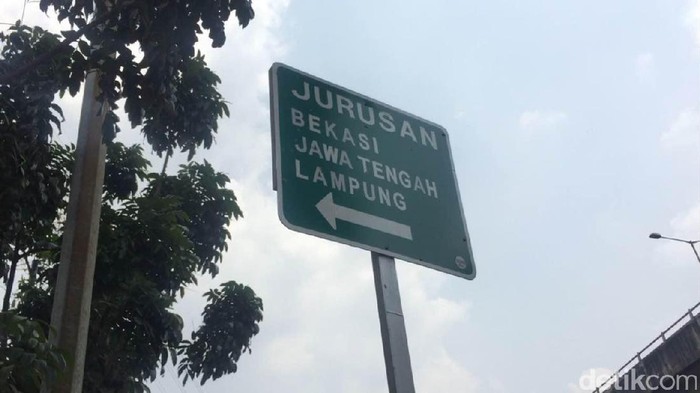 JURUSAN
BEKASI
JAWA TENGAH
LAMPUNG
detikcom